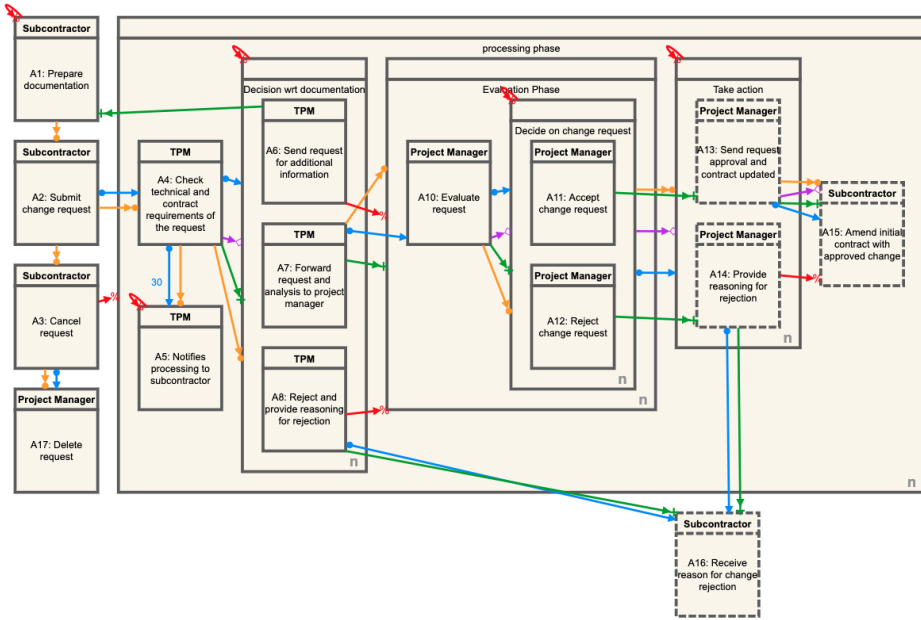 Subcontractor
A1: Prepare
documentation
Subcontractor
A2: Submit
change request
Subcontractor
A3: Cancel
request
%
Project Manager
A17: Delete
request
processing phase
TPM
A4: Check
technical and
contract
requirements of
the request
30
TPM
A5: Notifies
processing to
subcontractor
Decision wrt documentation
TPM
A6: Send request
for additional
information
%
TPM
A7: Forward
request and
analysis to project
mager
TPM
A8: Reject and
provide reasoning
for rejection
%
n
Evaluation Phase
Project Manager
A10: Evaluate
request
Decide on change request
Project Manager
A11: Accept
change request
Project Manager
A12: Reject
change request
n
n
Take action
Project Manager
A13: Send request
approval and
contract updated
Project Manager
A14: Provide
reasoning for
rejection
%
n
Subcontractor
A15: Amend initial
contract with
approved change
n
Subcontractor
A16: Receive
reason for change
rejection